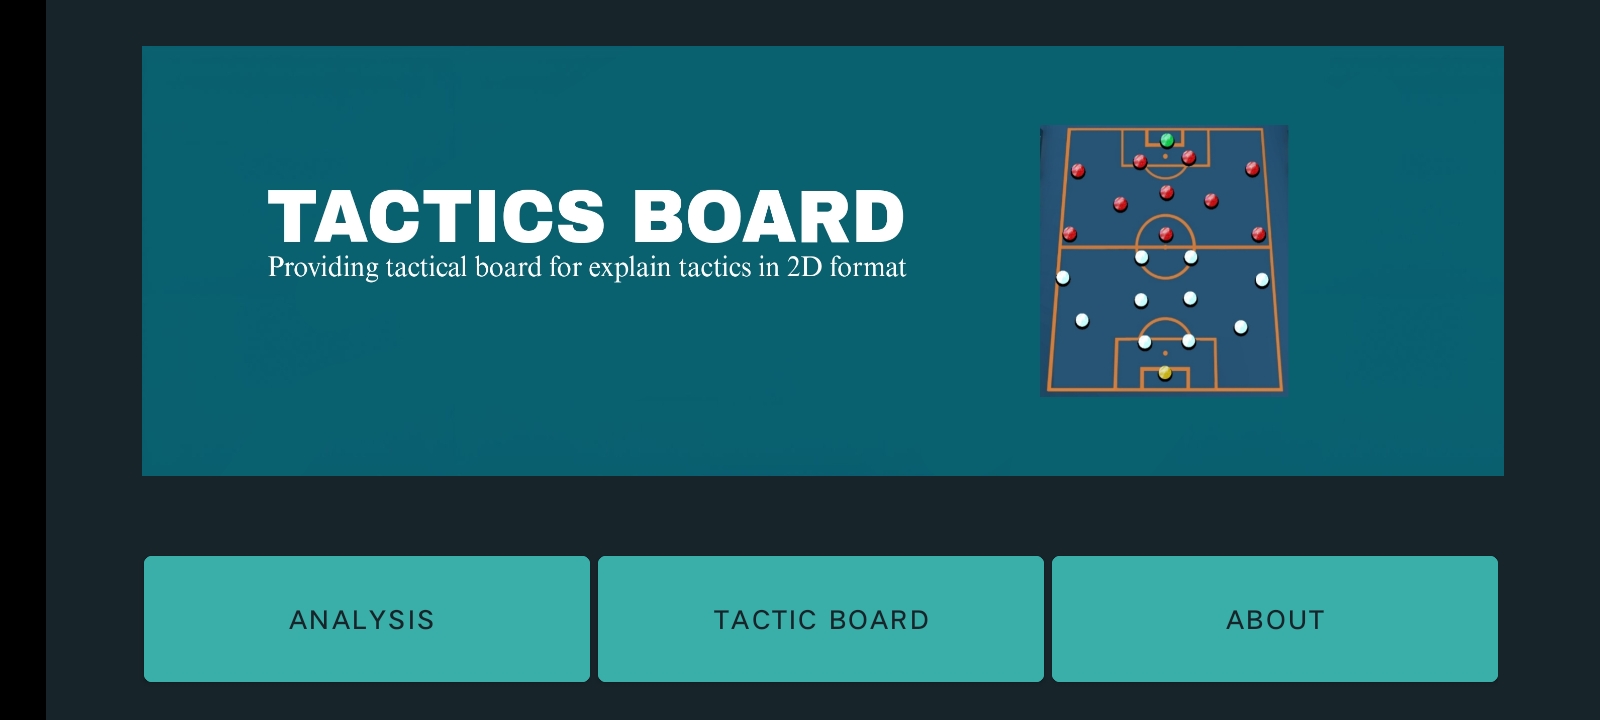 TACTICS BOARD
Providing tactical board for explain tactics in 2D format
ANALYSIS
TACTIC BOARD
ABOUT